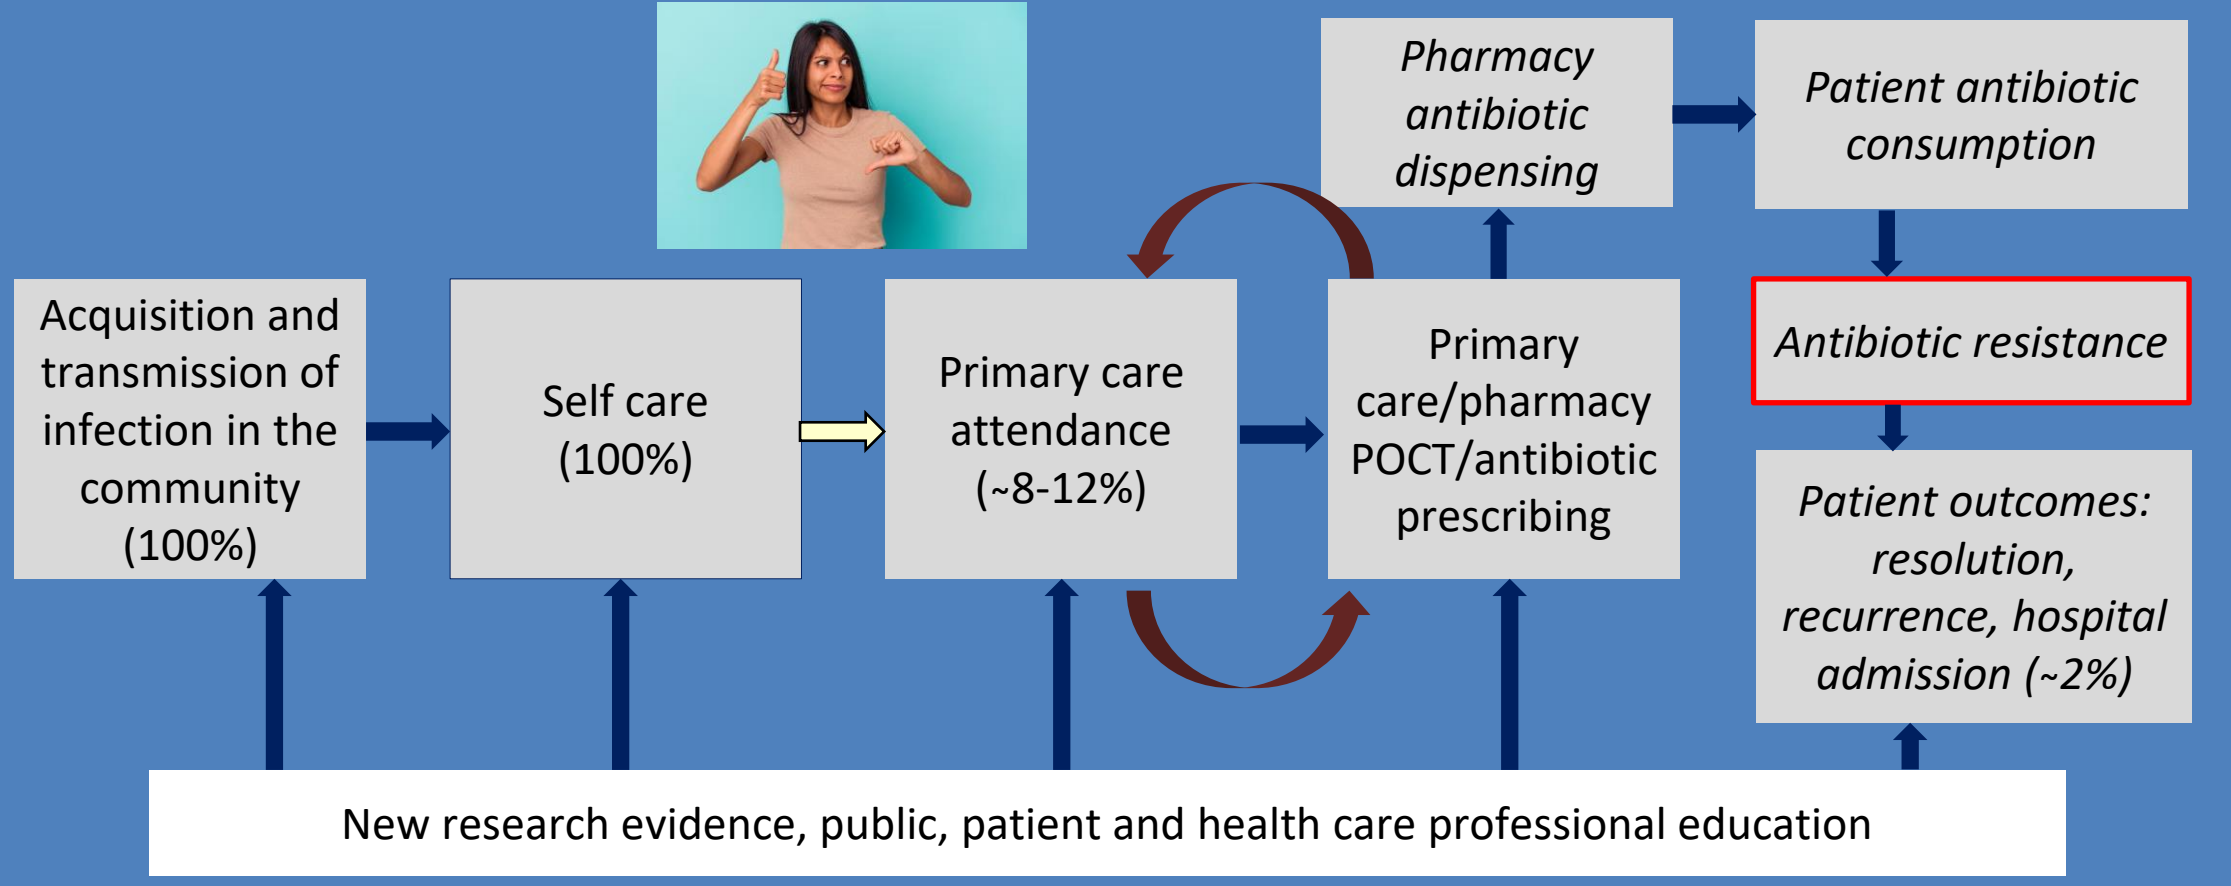 Acquisition and
transmission of
infection in the
community
(100%)
Self care
(100%)
Primary care
attendance
(~8-12%)
Primary
care/pharmacy
POCT/antibiotic
prescribing
Pharmacy
antibiotic
dispensing
Patient antibiotic
consumption
Antibiotic resistance
Patient outcomes:
resolution,
recurrence, hospital
admission (~2%)
New research evidence, public, patient and health care professional education